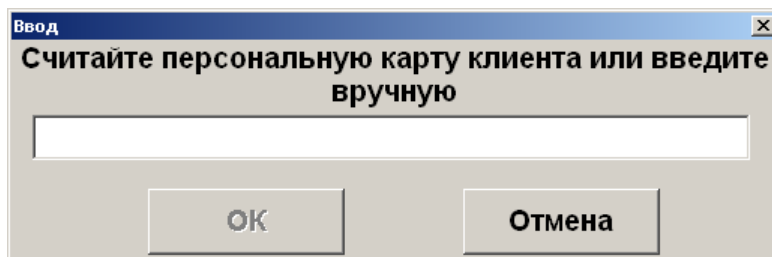 Ввод
Считайте персональную карту клиента или введите
вручную
OK Отмена